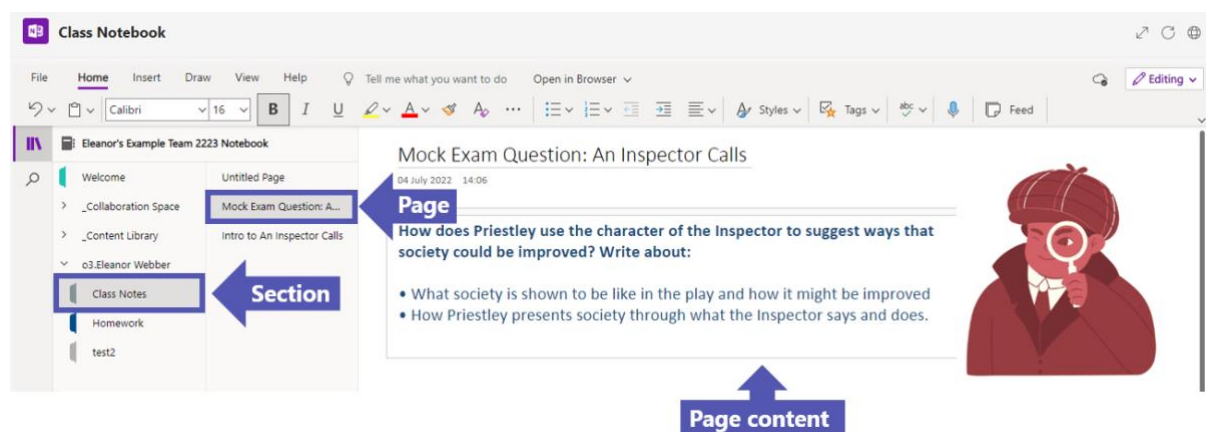 Class Notebook
File Home Insert Draw View Help Tell me what you want to do Open in Browser Editing
Calibri 16 B I U A A Styles Tags abc Feed
Eleanor's Example Team 2223 Notebook
Welcome
_Collaboration Space
_Content Library
o3.Eleanor Webber
Class Notes
Homework
test2
Section
Untitled Page
Mock Exam Question: A...
Intro to An Inspector Calls
Page
Mock Exam Question: An Inspector Calls
04 July 2022 14:06
How does Priestley use the character of the Inspector to suggest ways that
society could be improved? Write about:
• What society is shown to be like in the play and how it might be improved
• How Priestley presents society through what the Inspector says and does.
Page content